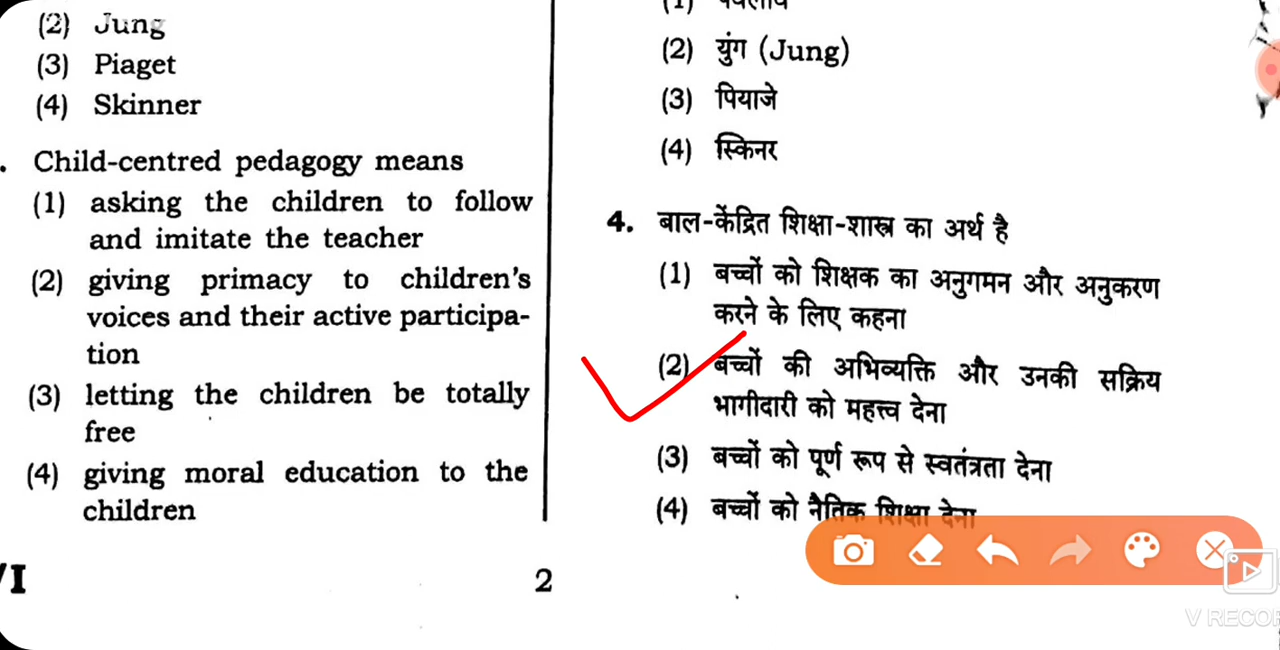 (2) Jung
(3) Piaget
(4) Skinner
. Child-centred pedagogy means
(1) asking the children to follow
and imitate the teacher
(2) giving primacy to children's
voices and their active participa-
tion
(3) letting the children be totally
free
(4) giving moral education to the
children
(2) युंग (Jung)
(3) पियाजे
(4) स्किनर
4. बाल-केंद्रित शिक्षा-शास्त्र का अर्थ है
(1) बच्चों को शिक्षक का अनुगमन और अनुकरण
करने के लिए कहना
(2) बच्चों की अभिव्यक्ति और उनकी सक्रिय
भागीदारी को महत्त्व देना
(3) बच्चों को पूर्ण रूप से स्वतंत्रता देना
(4) बच्चों को नैतिक शिक्षा देना
/I
2
V RECOR